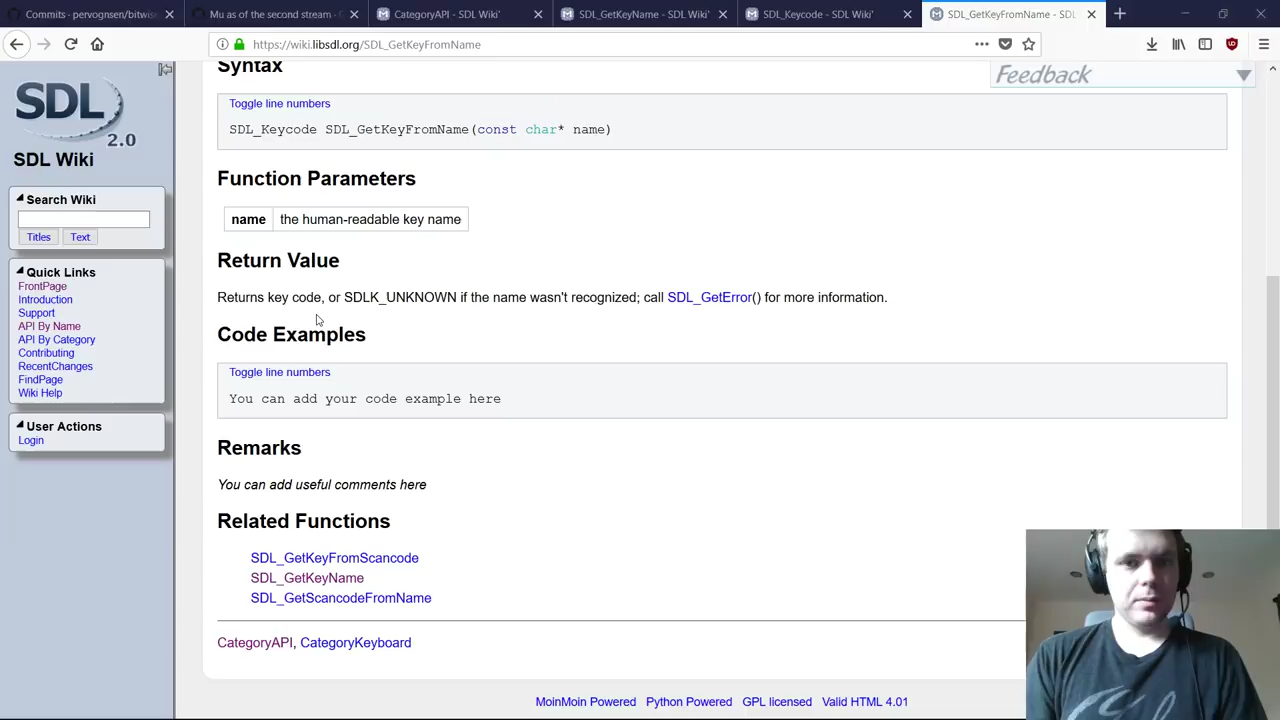 Commits - pervognsen/bitwis
Mu as of the second stream -
CategoryAPI - SDL Wiki'
SDL_GetKeyName - SDL Wiki'
SDL_Keycode - SDL Wiki'
SDL_GetKeyFromName - SDL
https://wiki.libsdl.org/SDL_GetKeyFromName
SDL
2.0
SDL Wiki
Search Wiki
Titles
Text
Quick Links
FrontPage
Introduction
Support
API By Name
API By Category
Contributing
RecentChanges
FindPage
Wiki Help
User Actions
Login
Feedback
Syntax
Toggle line numbers
SDL_Keycode SDL_GetKeyFromName(const char* name)
Function Parameters
name the human-readable key name
Return Value
Returns key code, or SDLK_UNKNOWN if the name wasn't recognized; call SDL_GetError() for more information.
Code Examples
Toggle line numbers
You can add your code example here
Remarks
You can add useful comments here
Related Functions
SDL_GetKeyFromScancode
SDL_GetKeyName
SDL_GetScancodeFromName
CategoryAPI, CategoryKeyboard
MoinMoin Powered Python Powered GPL licensed Valid HTML 4.01